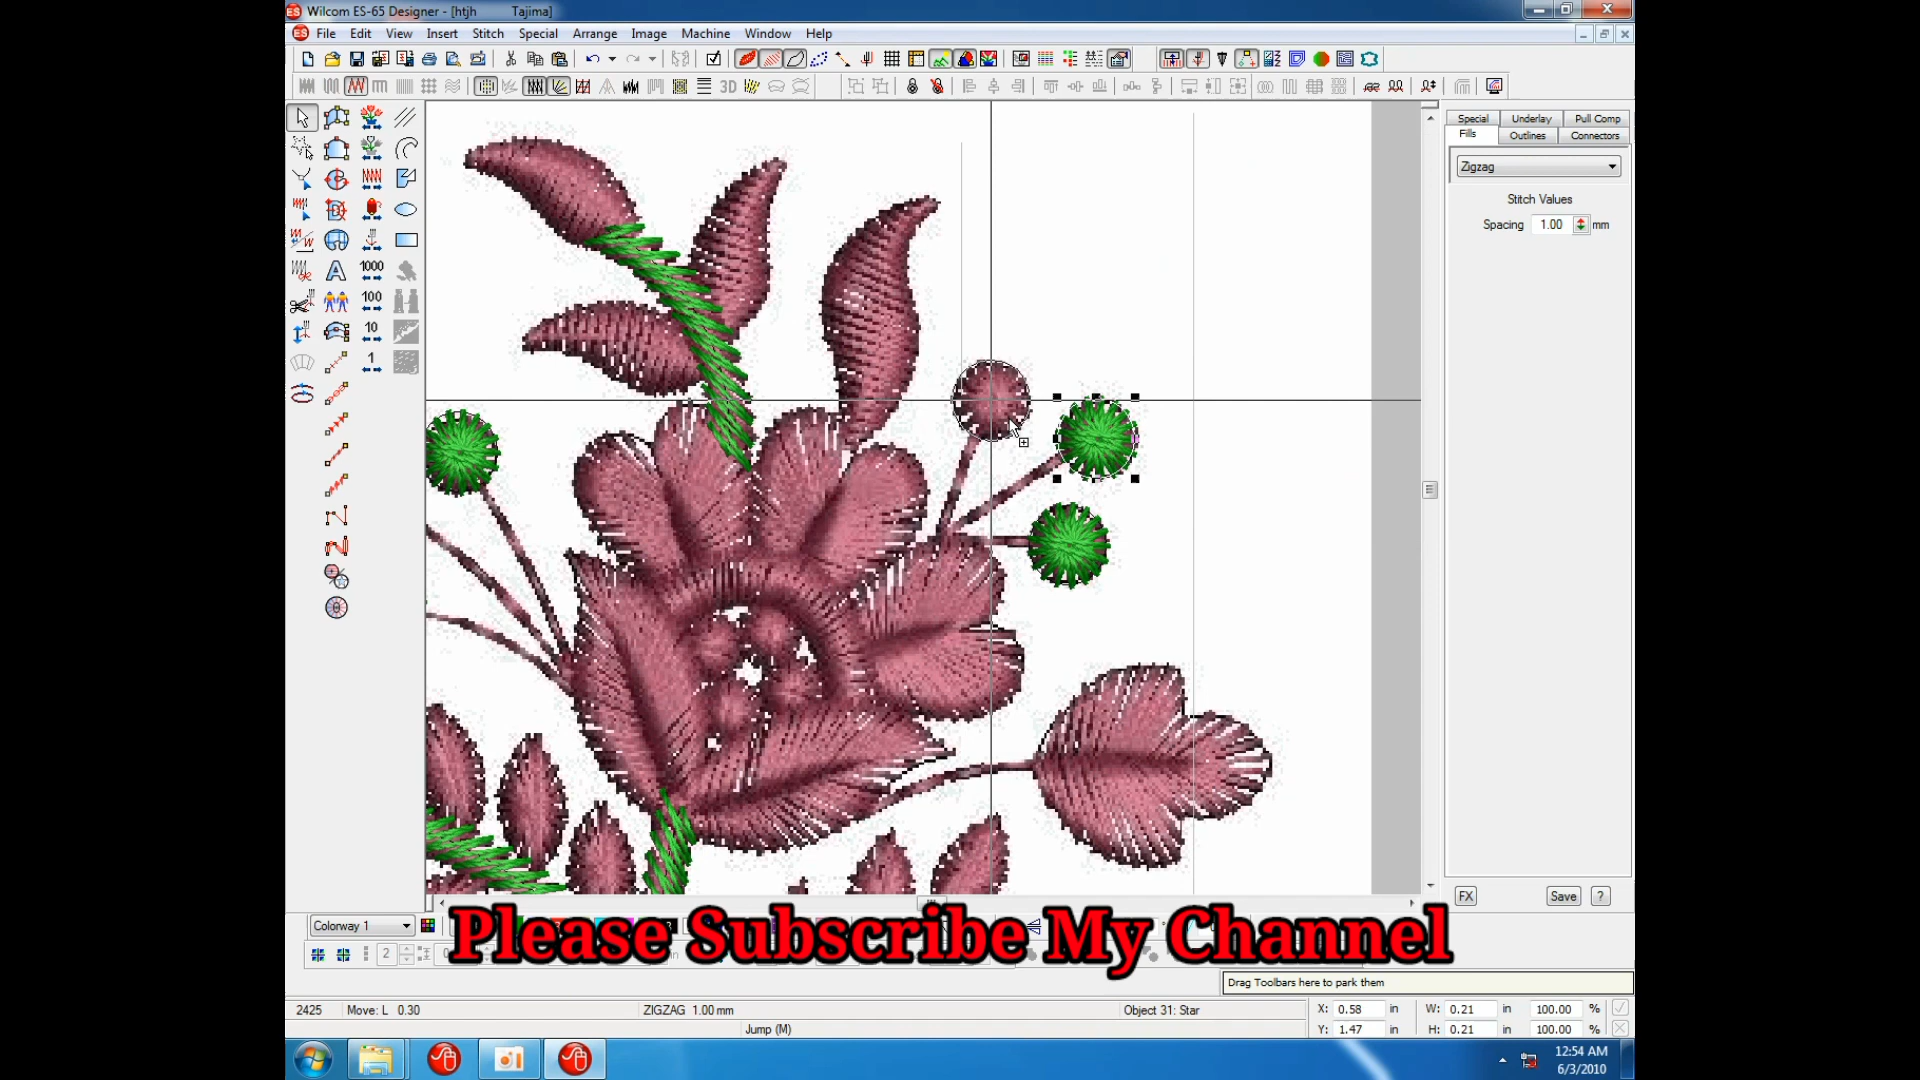 Wilcom ES-65 Designer - [htjh Tajima]
File Edit View Insert Stitch Special Arrange Image Machine Window Help
3D
Special Underlay Pull Comp
Fills Outlines Connectors
Zigzag
Stitch Values
Spacing 1.00 mm
A 1000
100
10
1
FX Save ?
Colorway 1
2
Please Subscribe My Channel
Drag Toolbars here to park them
2425 Move: L 0.30 ZIGZAG 1.00 mm Object 31: Star X: 0.58 in W: 0.21 in 100.00 %
Jump (M) Y: 1.47 in H: 0.21 in 100.00 %
12:54 AM
6/3/2010